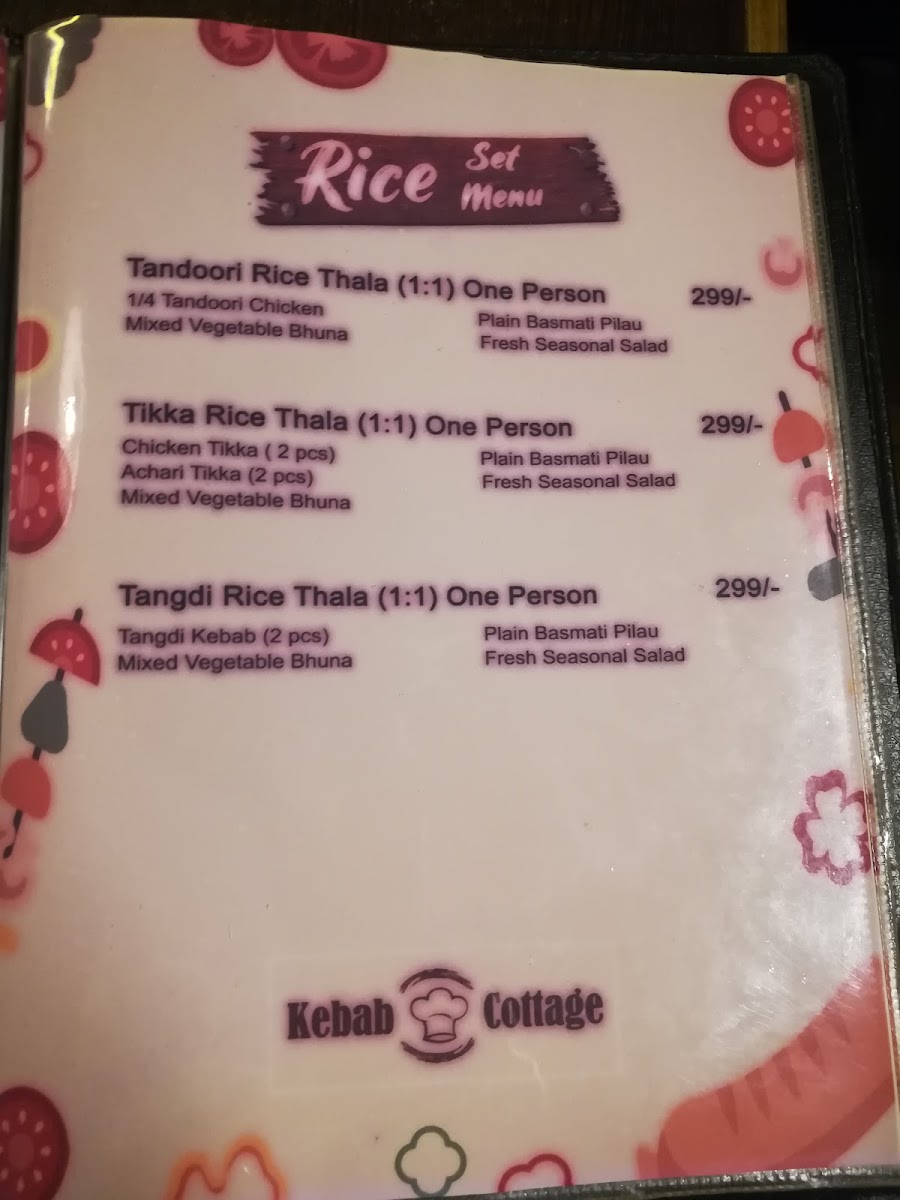 Rice Set Menu
Tandoori Rice Thala (1:1) One Person 299/-
1/4 Tandoori Chicken Plain Basmati Pilau
Mixed Vegetable Bhuna Fresh Seasonal Salad
Tikka Rice Thala (1:1) One Person 299/-
Chicken Tikka ( 2 pcs) Plain Basmati Pilau
Achari Tikka (2 pcs) Fresh Seasonal Salad
Mixed Vegetable Bhuna
Tangdi Rice Thala (1:1) One Person 299/-
Tangdi Kebab (2 pcs) Plain Basmati Pilau
Mixed Vegetable Bhuna Fresh Seasonal Salad
Kebab Cottage